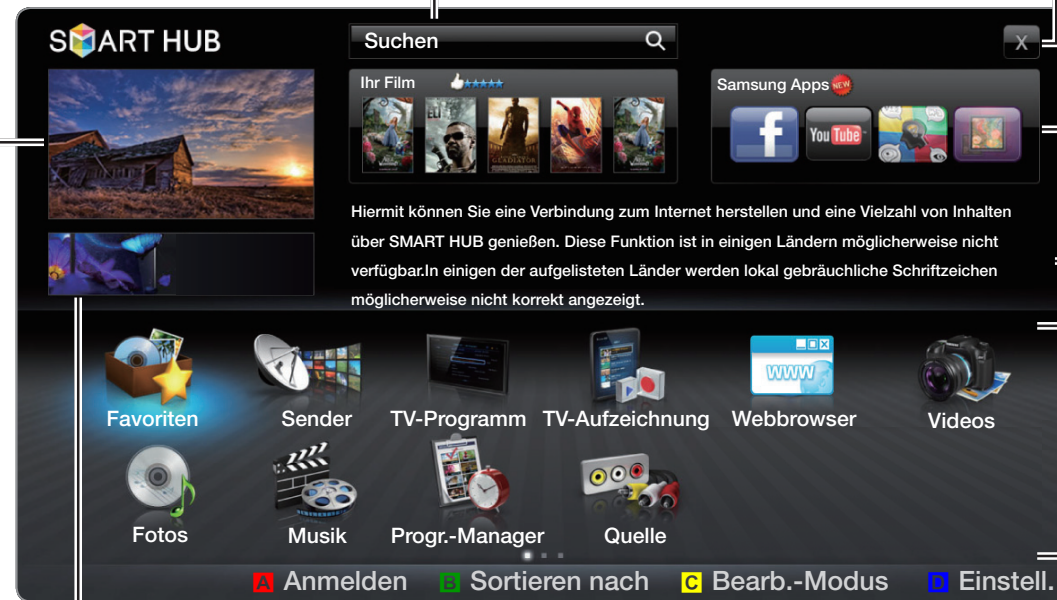 SMART HUB
Suchen
X
Ihr Film
Samsung Apps NEW
ELI
GLADIATOR
f
You Tube
Hiermit können Sie eine Verbindung zum Internet herstellen und eine Vielzahl von Inhalten
über SMART HUB genießen. Diese Funktion ist in einigen Ländern möglicherweise nicht
verfügbar.In einigen der aufgelisteten Länder werden lokal gebräuchliche Schriftzeichen
möglicherweise nicht korrekt angezeigt.
www
Favoriten Sender TV-Programm TV-Aufzeichnung Webbrowser Videos
Fotos Musik Progr.-Manager Quelle
A Anmelden B Sortieren nach C Bearb.-Modus D Einstell.